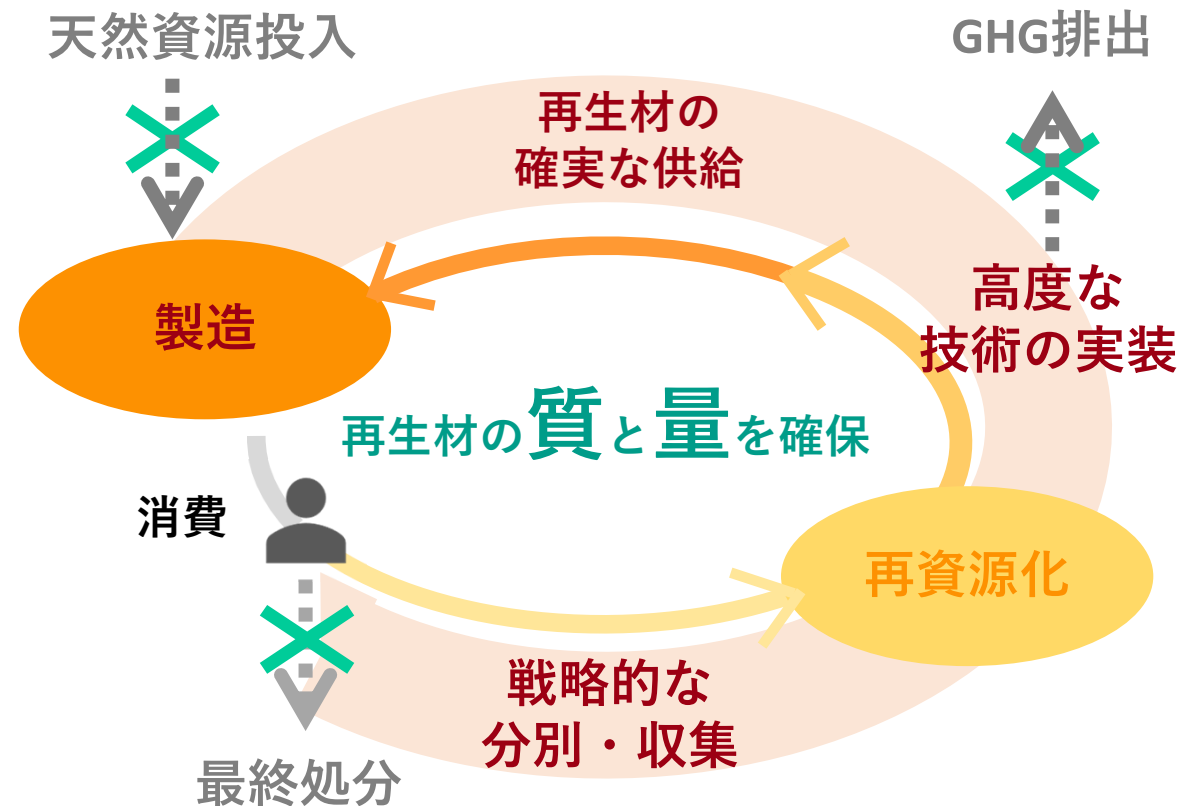 天然資源投入
GHG排出
再生材の
確実な供給
高度な
技術の実装
製造
再生材の質と量を確保
消費
再資源化
戦略的な
分別・収集
最終処分